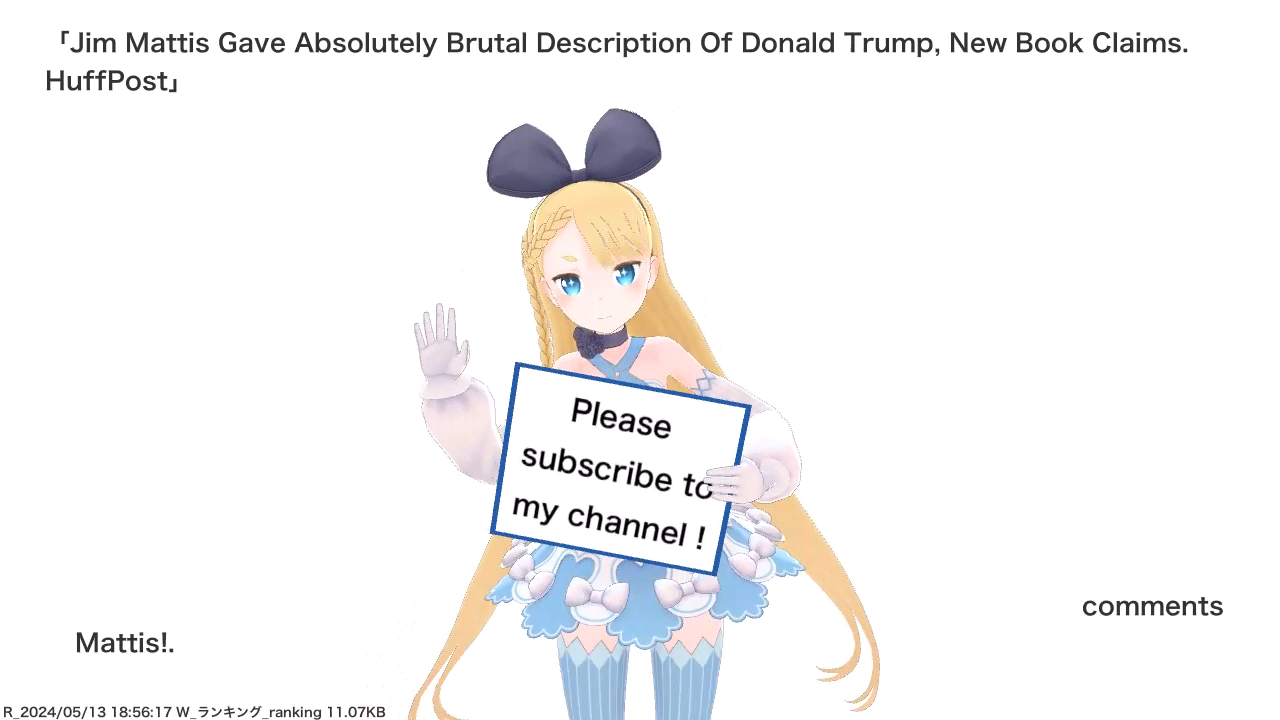 「Jim Mattis Gave Absolutely Brutal Description Of Donald Trump, New Book Claims.
HuffPost」
Please
subscribe to
my channel !
comments
Mattis!.
R_2024/05/13 18:56:17 W_ランキング_ranking 11.07KB